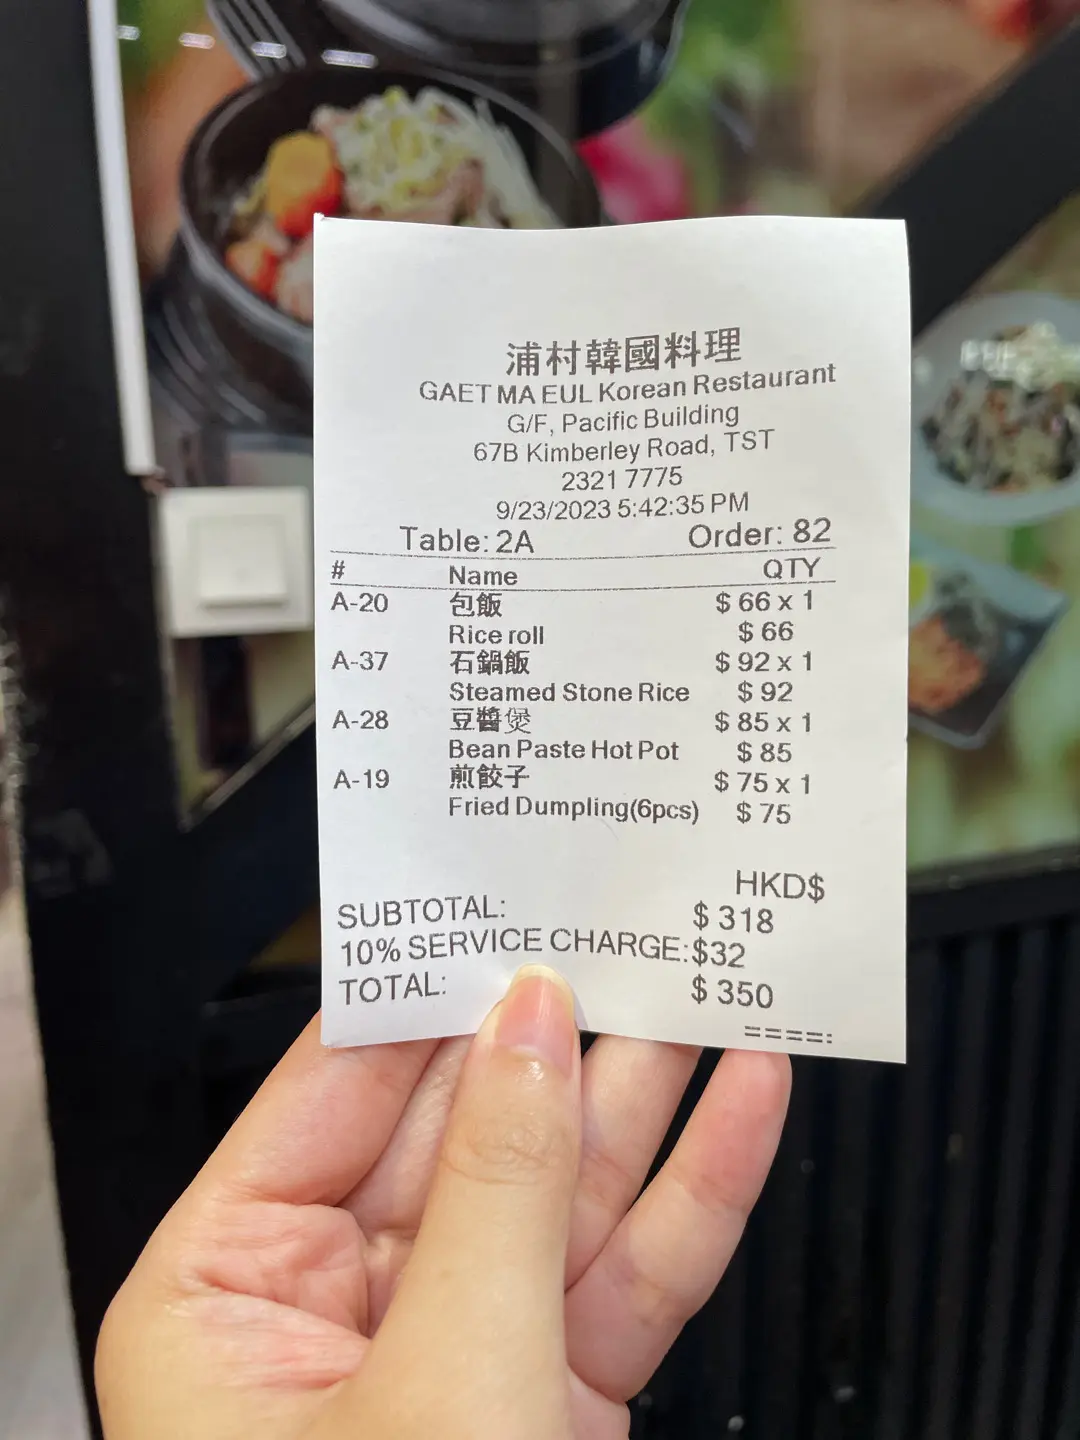 浦村韓國料理
GAET MA EUL Korean Restaurant
G/F, Pacific Building
67B Kimberley Road, TST
2321 7775
9/23/2023 5:42:35 PM
Table: 2A Order: 82
# Name QTY
A-20 包飯 $ 66 x 1
Rice roll $ 66
A-37 石鍋飯 $ 92 x 1
Steamed Stone Rice $ 92
A-28 豆醬煲 $ 85 x 1
Bean Paste Hot Pot $ 85
A-19 煎餃子 $ 75 x 1
Fried Dumpling(6pcs) $ 75
HKD$
SUBTOTAL: $ 318
10% SERVICE CHARGE:$32
TOTAL: $ 350
====: